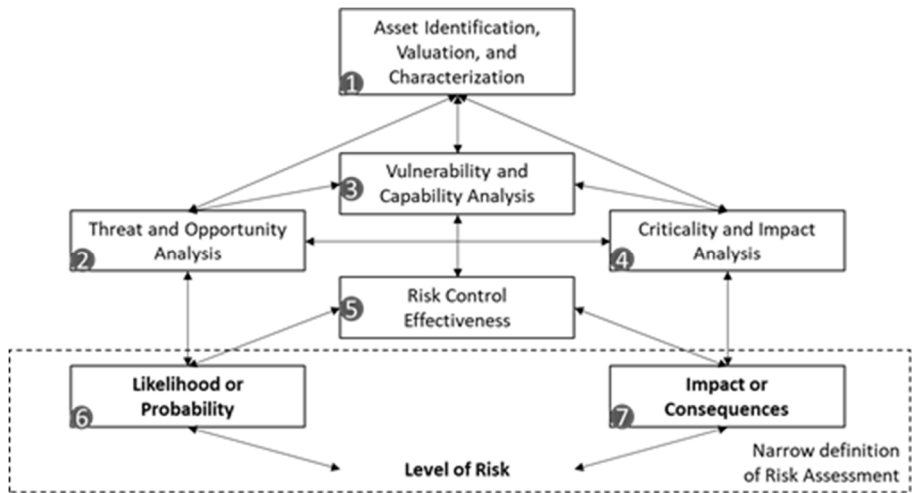 Asset Identification,
Valuation, and
Characterization
1
Vulnerability and
Capability Analysis
3
Threat and Opportunity
Analysis
2
Criticality and Impact
Analysis
4
Risk Control
Effectiveness
5
Likelihood or
Probability
6
Impact or
Consequences
7
Level of Risk
Narrow definition
of Risk Assessment